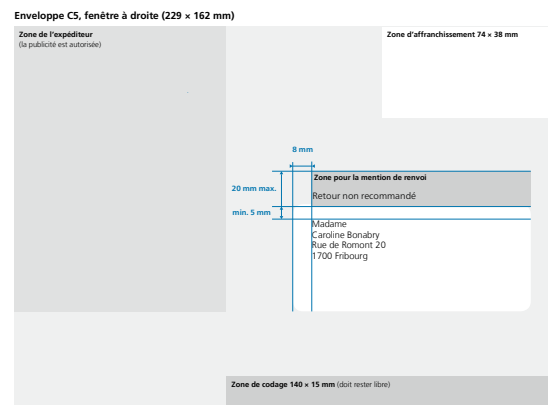 Enveloppe C5, fenêtre à droite (229 × 162 mm)
Zone de l'expéditeur
(la publicité est autorisée)
Zone d'affranchissement 74 × 38 mm
8 mm
Zone pour la mention de renvoi
20 mm max.
Retour non recommandé
min. 5 mm
Madame
Caroline Bonabry
Rue de Romont 20
1700 Fribourg
Zone de codage 140 × 15 mm (doit rester libre)